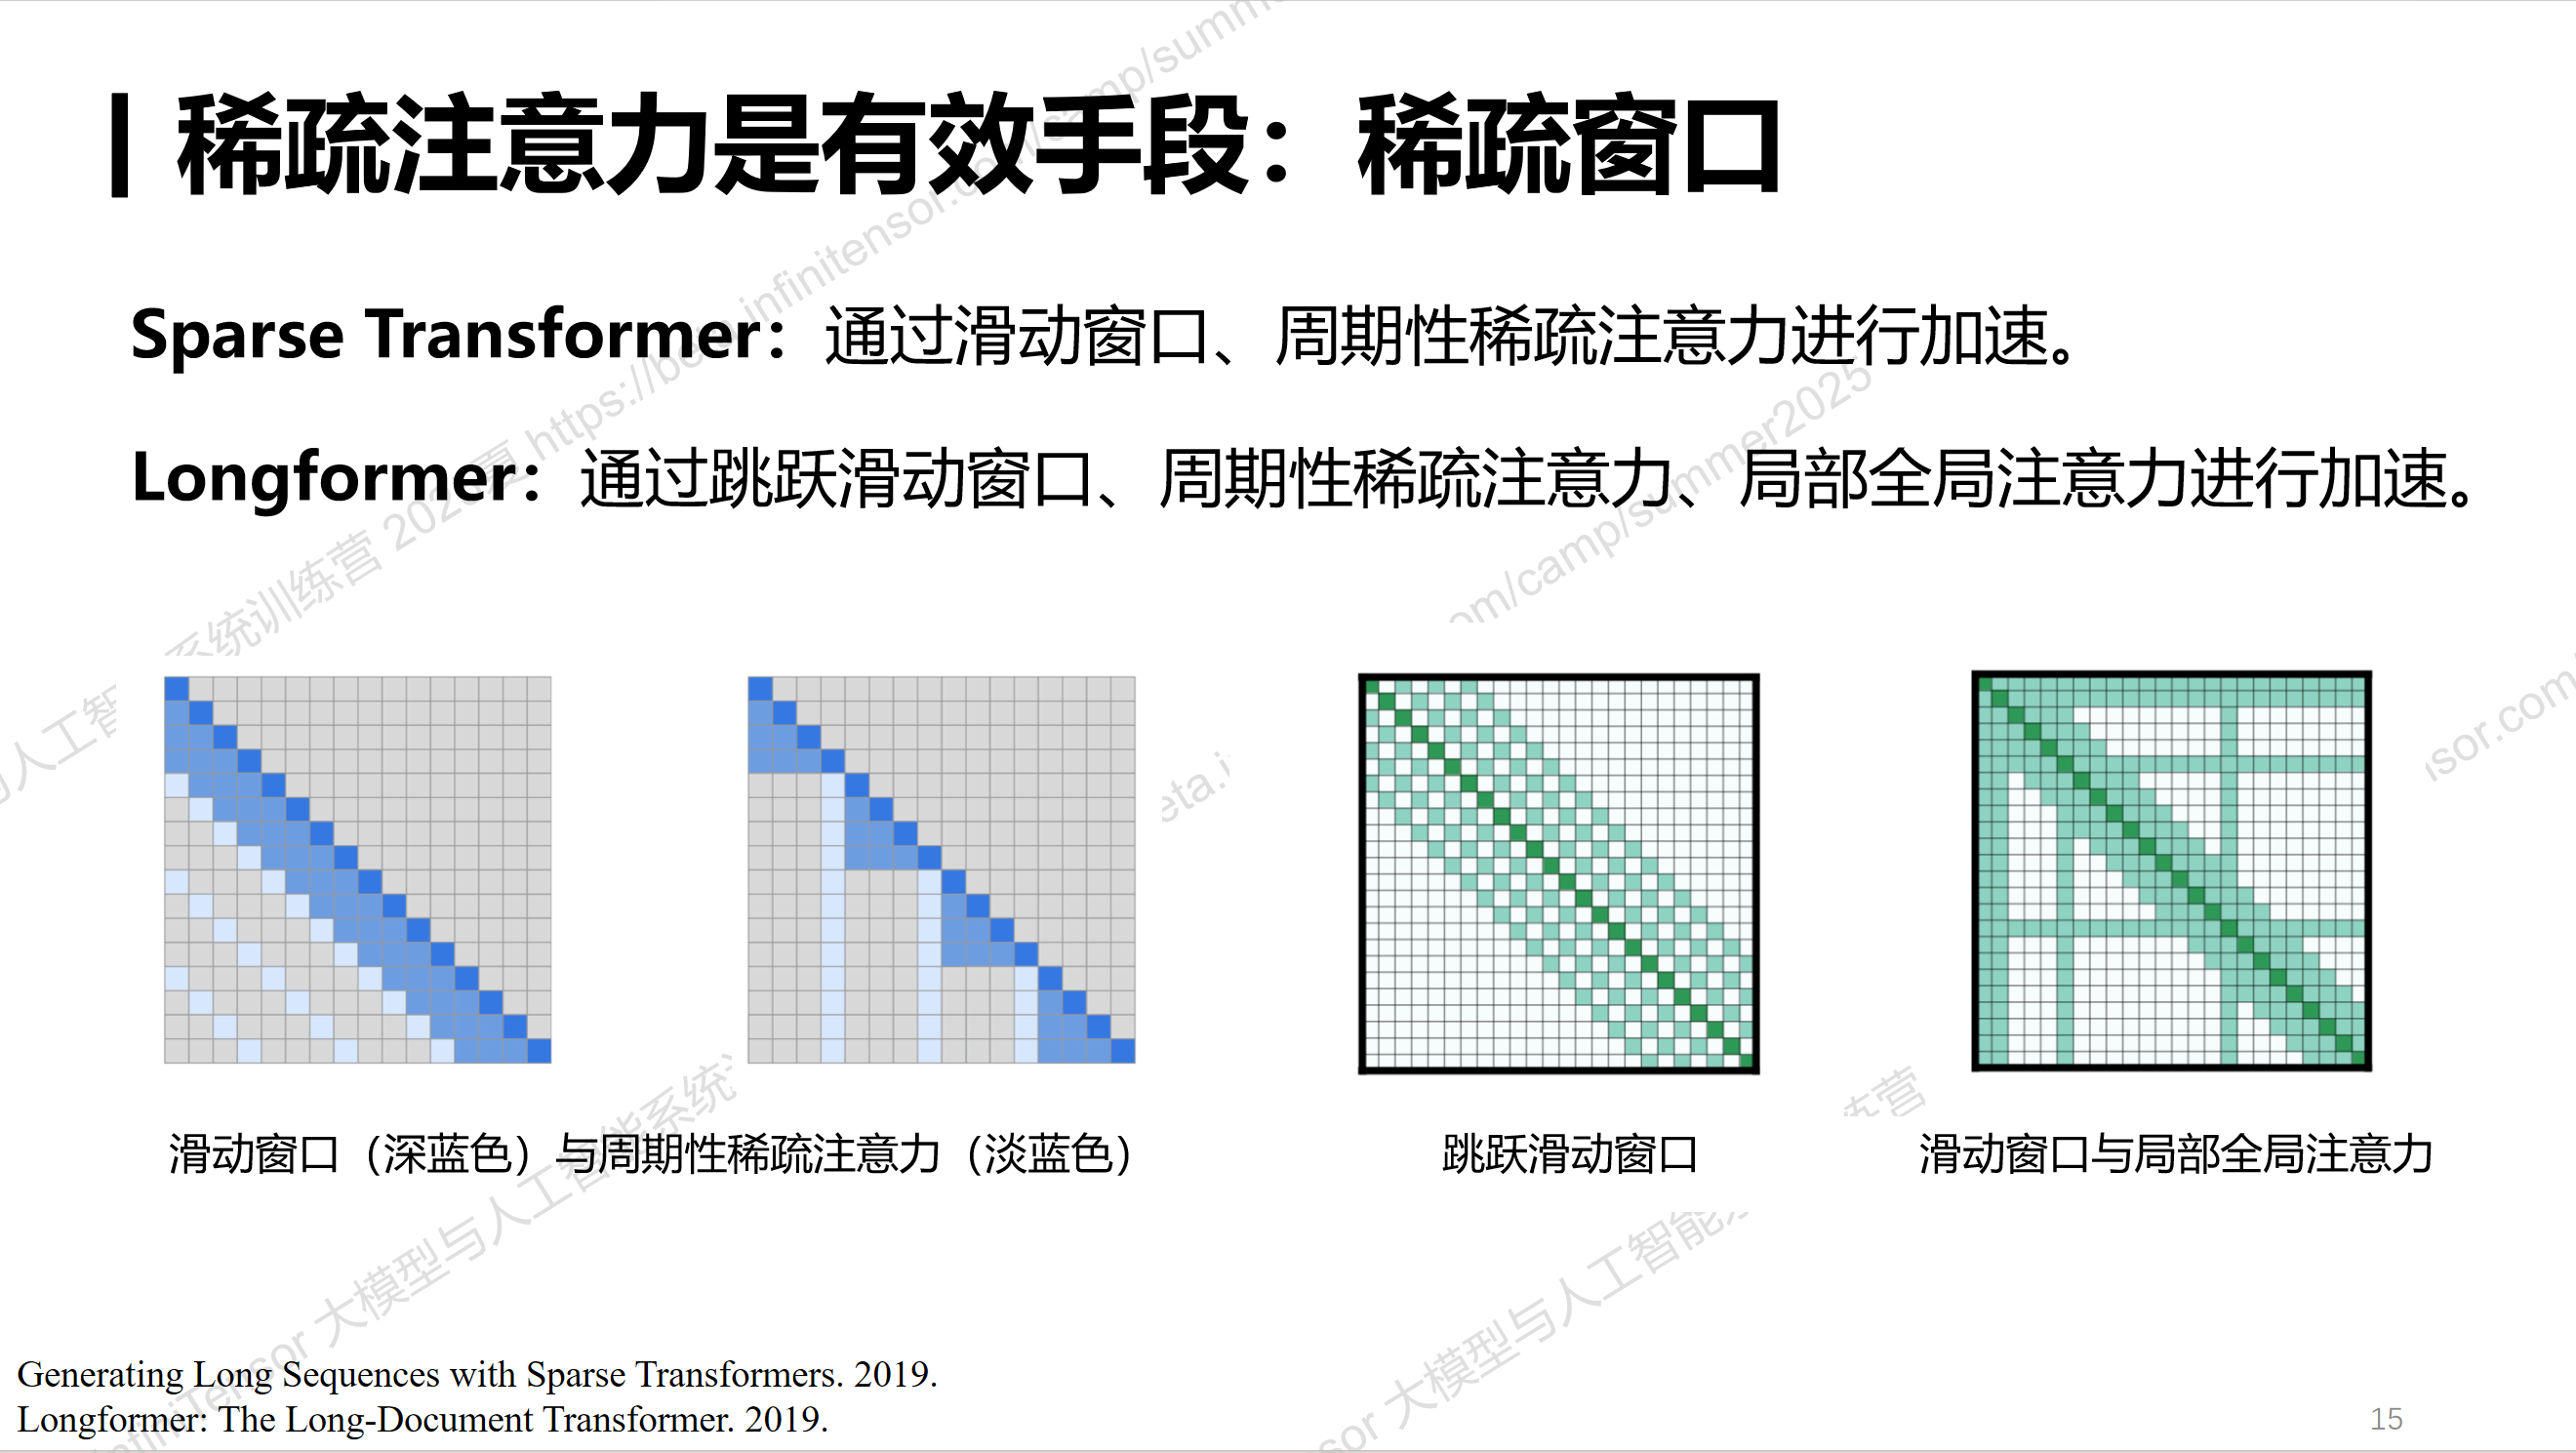 稀疏注意力是有效手段：稀疏窗口
Sparse Transformer：通过滑动窗口、周期性稀疏注意力进行加速。
Longformer：通过跳跃滑动窗口、周期性稀疏注意力、局部全局注意力进行加速。
滑动窗口（深蓝色）与周期性稀疏注意力（淡蓝色）
跳跃滑动窗口
滑动窗口与局部全局注意力
Generating Long Sequences with Sparse Transformers. 2019.
Longformer: The Long-Document Transformer. 2019.
15